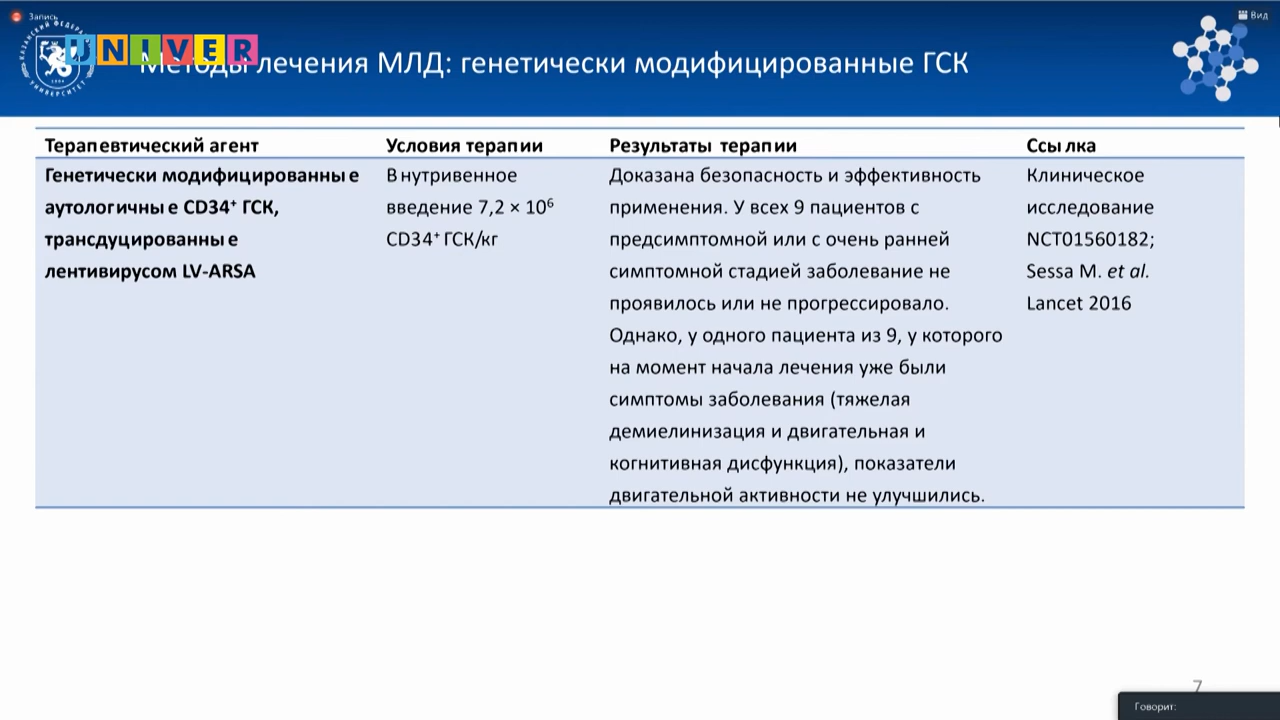 Запись
Вид
КАЗАНСКИЙ ФЕДЕРАЛЬНЫЙ УНИВЕРСИТЕТ
UNIVER
Методы лечения МЛД: генетически модифицированные ГСК
Терапевтический агент
Условия терапии
Результаты терапии
Ссылка
Генетически модифицированные
аутологичные CD34⁺ ГСК,
трансдуцированные
лентивирусом LV-ARSA
Внутривенное
введение 7,2 × 10⁶
CD34⁺ ГСК/кг
Доказана безопасность и эффективность
применения. У всех 9 пациентов с
предсимптомной или с очень ранней
симптомной стадией заболевание не
проявилось или не прогрессировало.
Однако, у одного пациента из 9, у которого
на момент начала лечения уже были
симптомы заболевания (тяжелая
демиелинизация и двигательная и
когнитивная дисфункция), показатели
двигательной активности не улучшились.
Клиническое
исследование
NCT01560182;
Sessa M. et al.
Lancet 2016
7
Говорит: